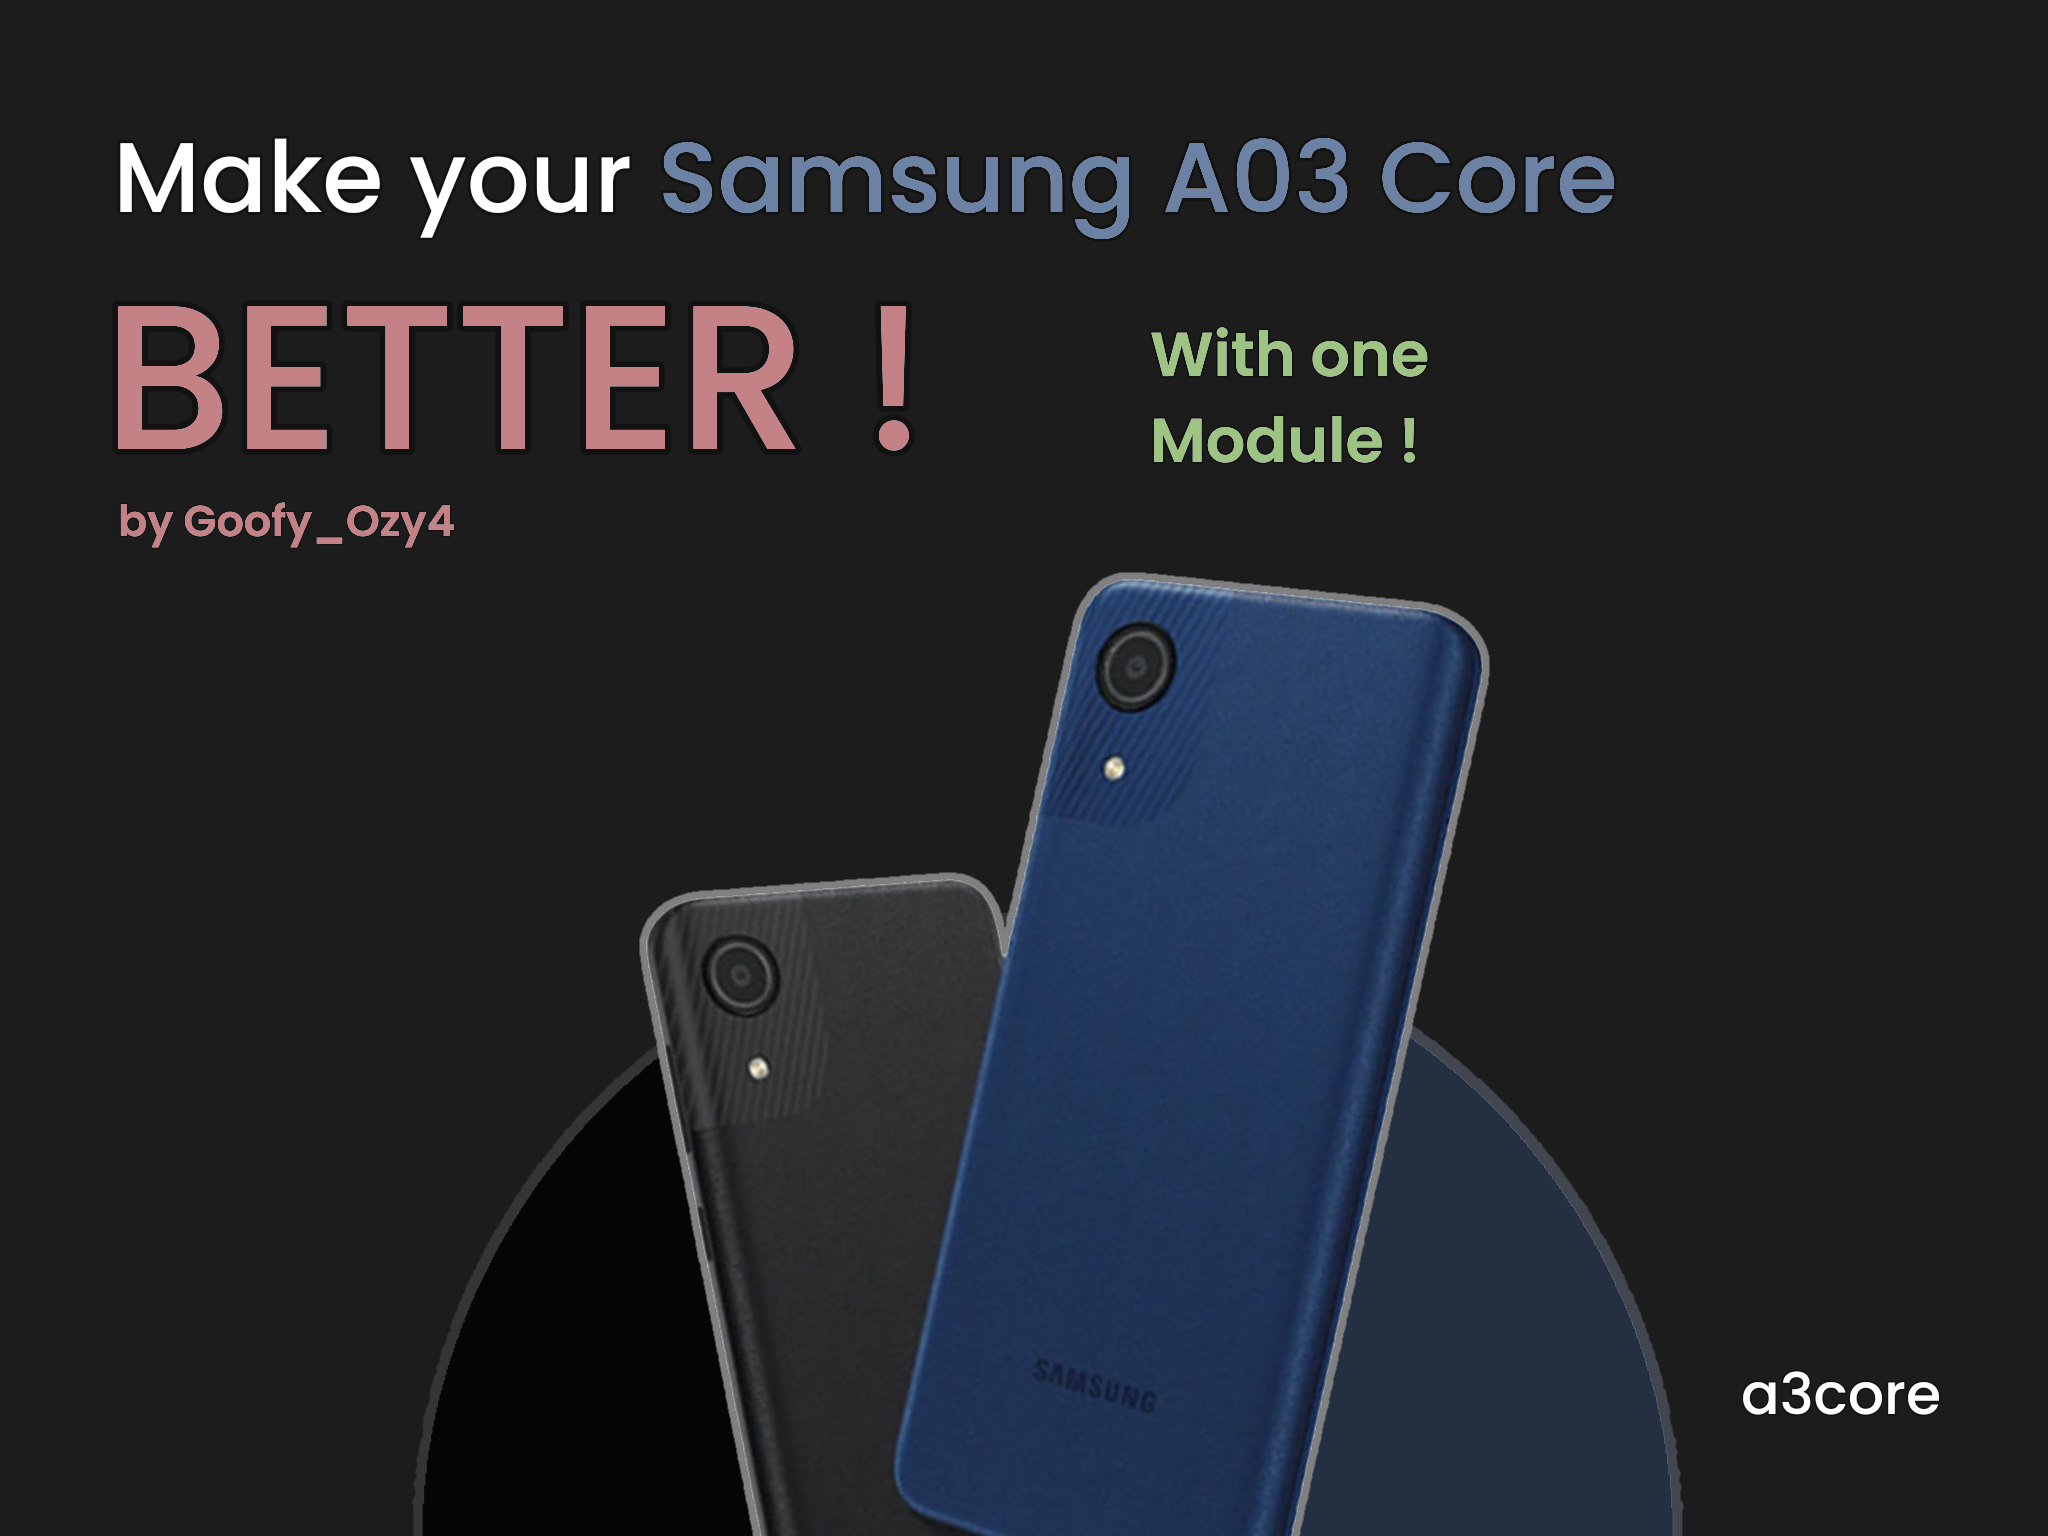 Make your Samsung A03 Core
BETTER !
With one
Module !
by Goofy_Ozy4
SAMSUNG
a3core